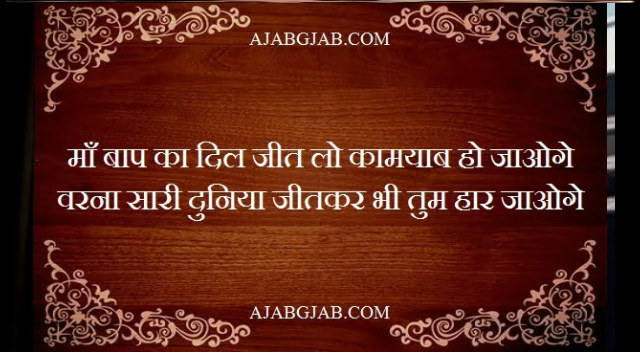 AJABGJAB.COM
माँ बाप का दिल जीत लो कामयाब हो जाओगे
वरना सारी दुनिया जीतकर भी तुम हार जाओगे
AJABGJAB.COM